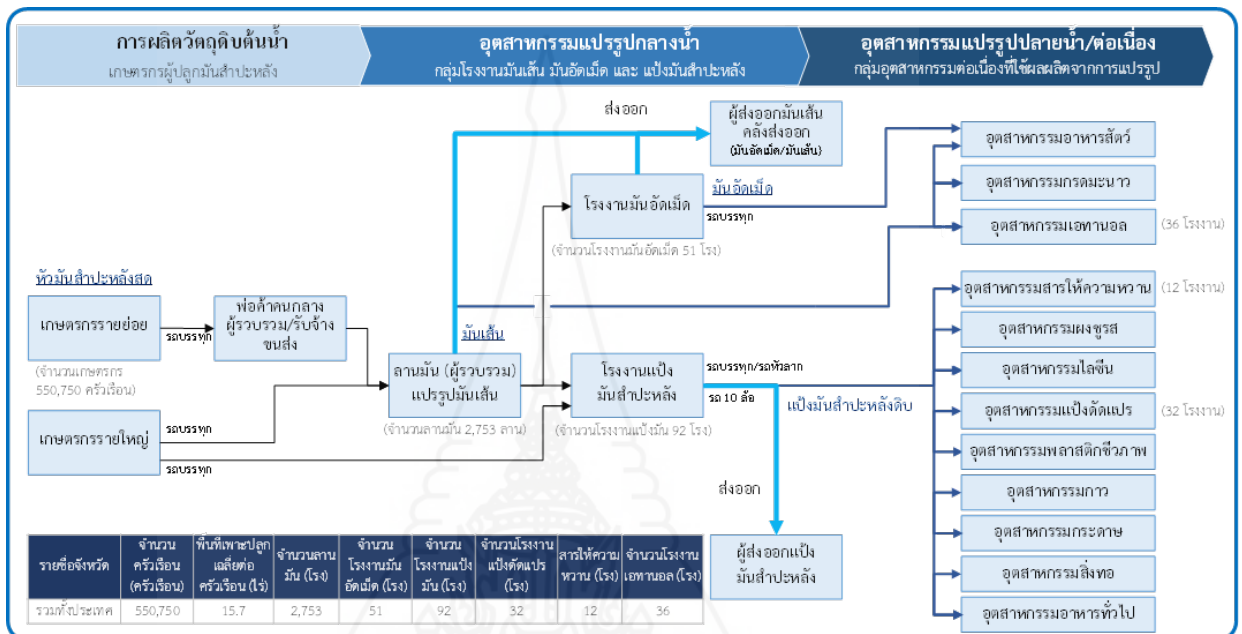 การผลิตวัตถุดิบต้นน้ำ
เกษตรกรผู้ปลูกมันสำปะหลัง
อุตสาหกรรมแปรรูปกลางน้ำ
กลุ่มโรงงานมันเส้น มันอัดเม็ด และ แป้งมันสำปะหลัง
อุตสาหกรรมแปรรูปปลายน้ำ/ต่อเนื่อง
กลุ่มอุตสาหกรรมต่อเนื่องที่ใช้ผลผลิตจากการแปรรูป
ส่งออก
ผู้ส่งออกมันเส้น
คลังส่งออก
(มันอัดเม็ด/มันเส้น)
อุตสาหกรรมอาหารสัตว์
อุตสาหกรรมกรดมะนาว
อุตสาหกรรมเอทานอล
(36 โรงงาน)
โรงงานมันอัดเม็ด
มันอัดเม็ด
รถบรรทุก
(จำนวนโรงงานมันอัดเม็ด 51 โรง)
หัวมันสำปะหลังสด
เกษตรกรรายย่อย
รถบรรทุก
พ่อค้าคนกลาง
ผู้รวบรวม/รับจ้าง
ขนส่ง
(จำนวนเกษตรกร
550,750 ครัวเรือน)
มันเส้น
ลานมัน (ผู้รวบรวม)
แปรรูปมันเส้น
(จำนวนลานมัน 2,753 ลาน)
โรงงานแป้ง
มันสำปะหลัง
(จำนวนโรงงานแป้งมัน 92 โรง)
รถบรรทุก/รถหัวลาก
รถ 10 ล้อ
แป้งมันสำปะหลังดิบ
เกษตรกรรายใหญ่
รถบรรทุก
รถบรรทุก
อุตสาหกรรมสารให้ความหวาน
(12 โรงงาน)
อุตสาหกรรมผงชูรส
อุตสาหกรรมไลซีน
อุตสาหกรรมแป้งดัดแปร
(32 โรงงาน)
อุตสาหกรรมพลาสติกชีวภาพ
อุตสาหกรรมกาว
อุตสาหกรรมกระดาษ
อุตสาหกรรมสิ่งทอ
อุตสาหกรรมอาหารทั่วไป
ส่งออก
ผู้ส่งออกแป้ง
มันสำปะหลัง
รายชื่อจังหวัด
จำนวน
ครัวเรือน
(ครัวเรือน)
พื้นที่เพาะปลูก
เฉลี่ยต่อ
ครัวเรือน (ไร่)
จำนวนลาน
มัน (โรง)
จำนวน
โรงงานมัน
อัดเม็ด (โรง)
จำนวน
โรงงานแป้ง
มัน (โรง)
จำนวนโรงงาน
แป้งดัดแปร
(โรง)
สารให้ความ
หวาน (โรง)
จำนวนโรงงาน
เอทานอล (โรง)
รวมทั้งประเทศ 550,750 15.7 2,753 51 92 32 12 36